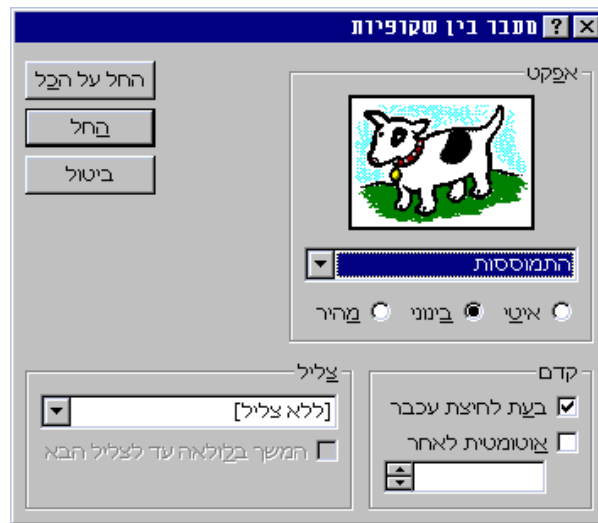 מעבר בין שקופיות
אפקט
התמוססות
איטי
בינוני
מהיר
החל על הכל
החל
ביטול
קדם
בעת לחיצת עכבר
אוטומטית לאחר
צליל
[ללא צליל]
המשך בלולאה עד לצליל הבא